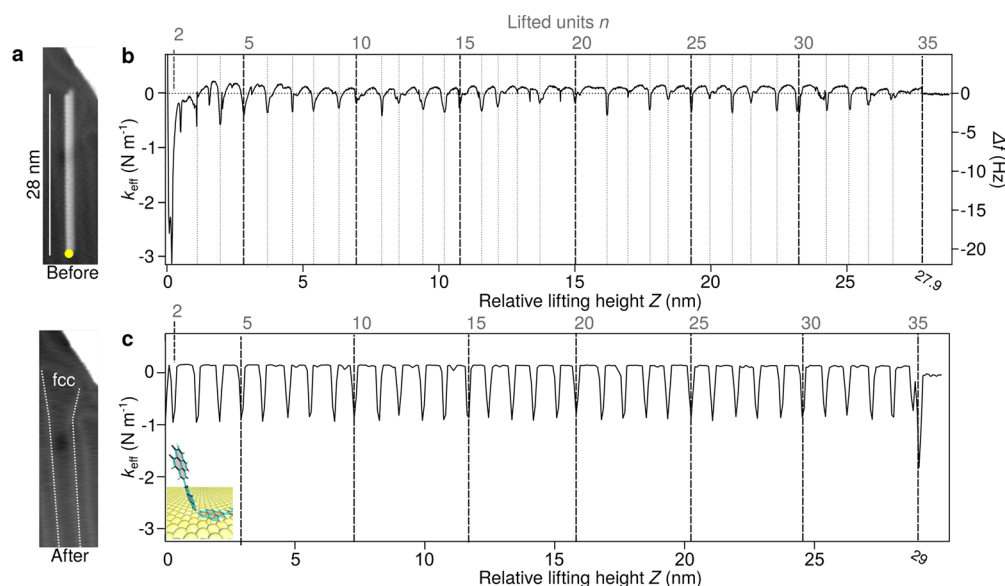 a
28 nm
Before
fcc
After
b
Lifted units n
2 5 10 15 20 25 30 35
0
-1
-2
-3
k_eff (N m⁻¹)
0
-5
-10
-15
-20
Δf (Hz)
0 5 10 15 20 25 27.9
Relative lifting height Z (nm)
c
2 5 10 15 20 25 30 35
0
-1
-2
-3
k_eff (N m⁻¹)
0 5 10 15 20 25 29
Relative lifting height Z (nm)